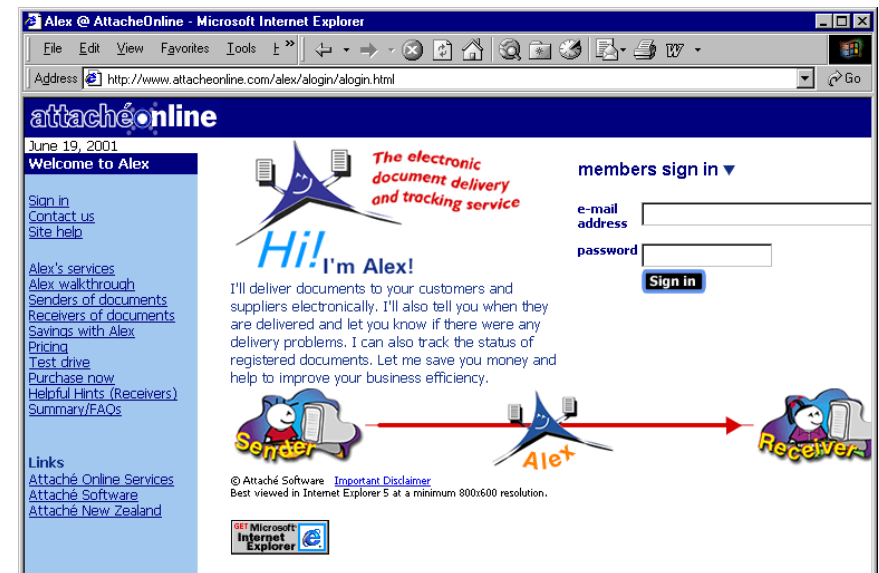 Alex @ AttacheOnline - Microsoft Internet Explorer
File Edit View Favorites Tools »
Address http://www.attacheonline.com/alex/alogin/alogin.html Go
attachéonline
June 19, 2001
Welcome to Alex
Sign in
Contact us
Site help
Alex's services
Alex walkthrough
Senders of documents
Receivers of documents
Savings with Alex
Pricing
Test drive
Purchase now
Helpful Hints (Receivers)
Summary/FAQs
Links
Attaché Online Services
Attaché Software
Attaché New Zealand
The electronic
document delivery
and tracking service
Hi! I'm Alex!
I'll deliver documents to your customers and
suppliers electronically. I'll also tell you when they
are delivered and let you know if there were any
delivery problems. I can also track the status of
registered documents. Let me save you money and
help to improve your business efficiency.
Sender
Alex
Receiver
© Attaché Software Important Disclaimer
Best viewed in Internet Explorer 5 at a minimum 800x600 resolution.
GET Microsoft
Internet
Explorer
members sign in
e-mail
address
password
Sign in